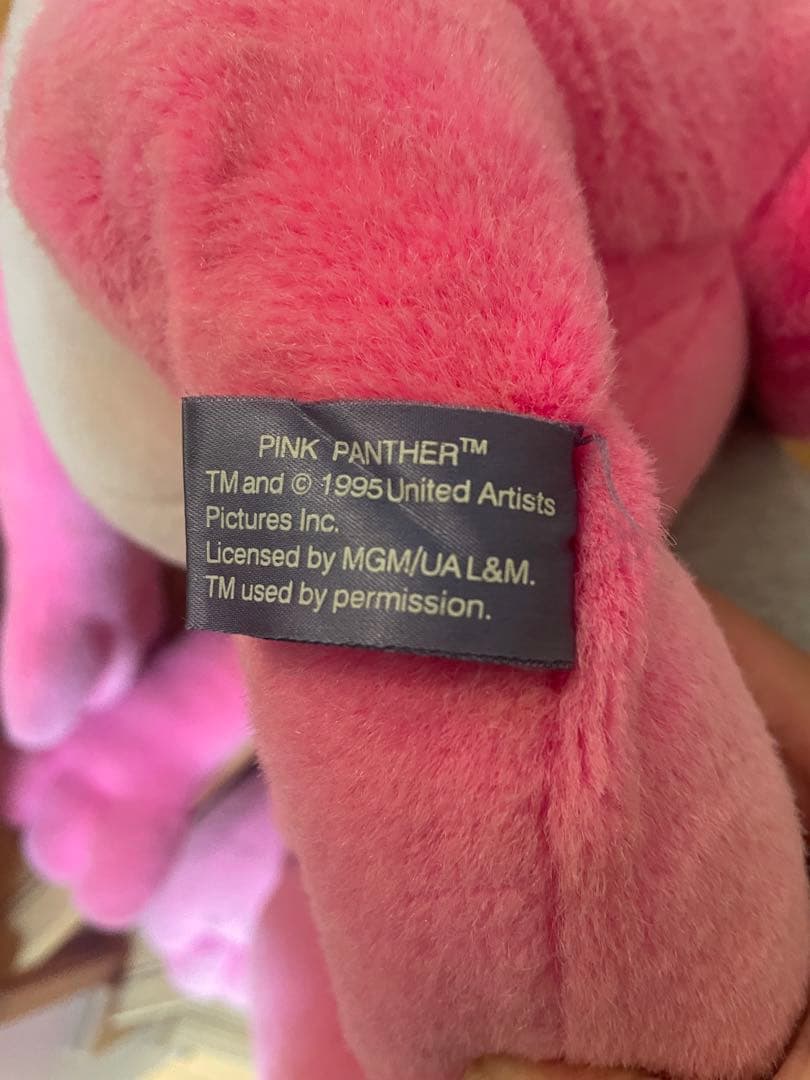 PINK PANTHER™
TM and © 1995 United Artists
Pictures Inc.
Licensed by MGM/UA L&M.
TM used by permission.